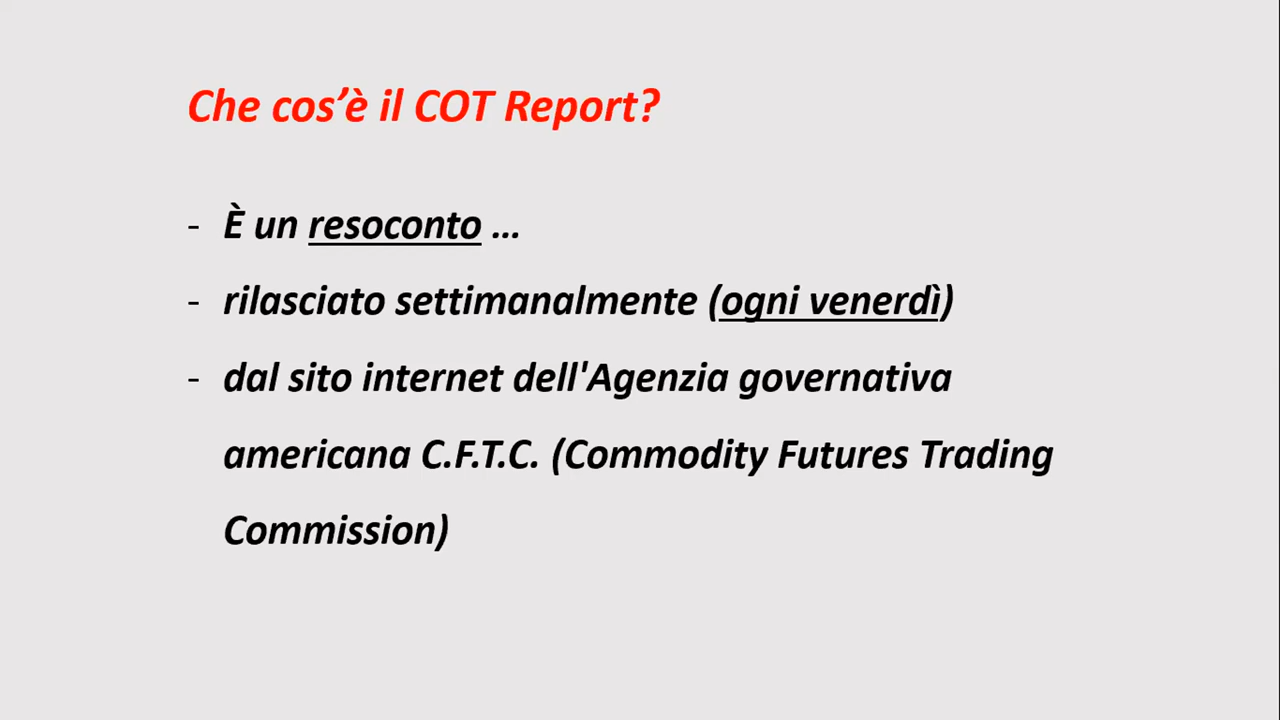 Che cos’è il COT Report?
- È un resoconto ...
- rilasciato settimanalmente (ogni venerdì)
- dal sito internet dell'Agenzia governativa
americana C.F.T.C. (Commodity Futures Trading
Commission)